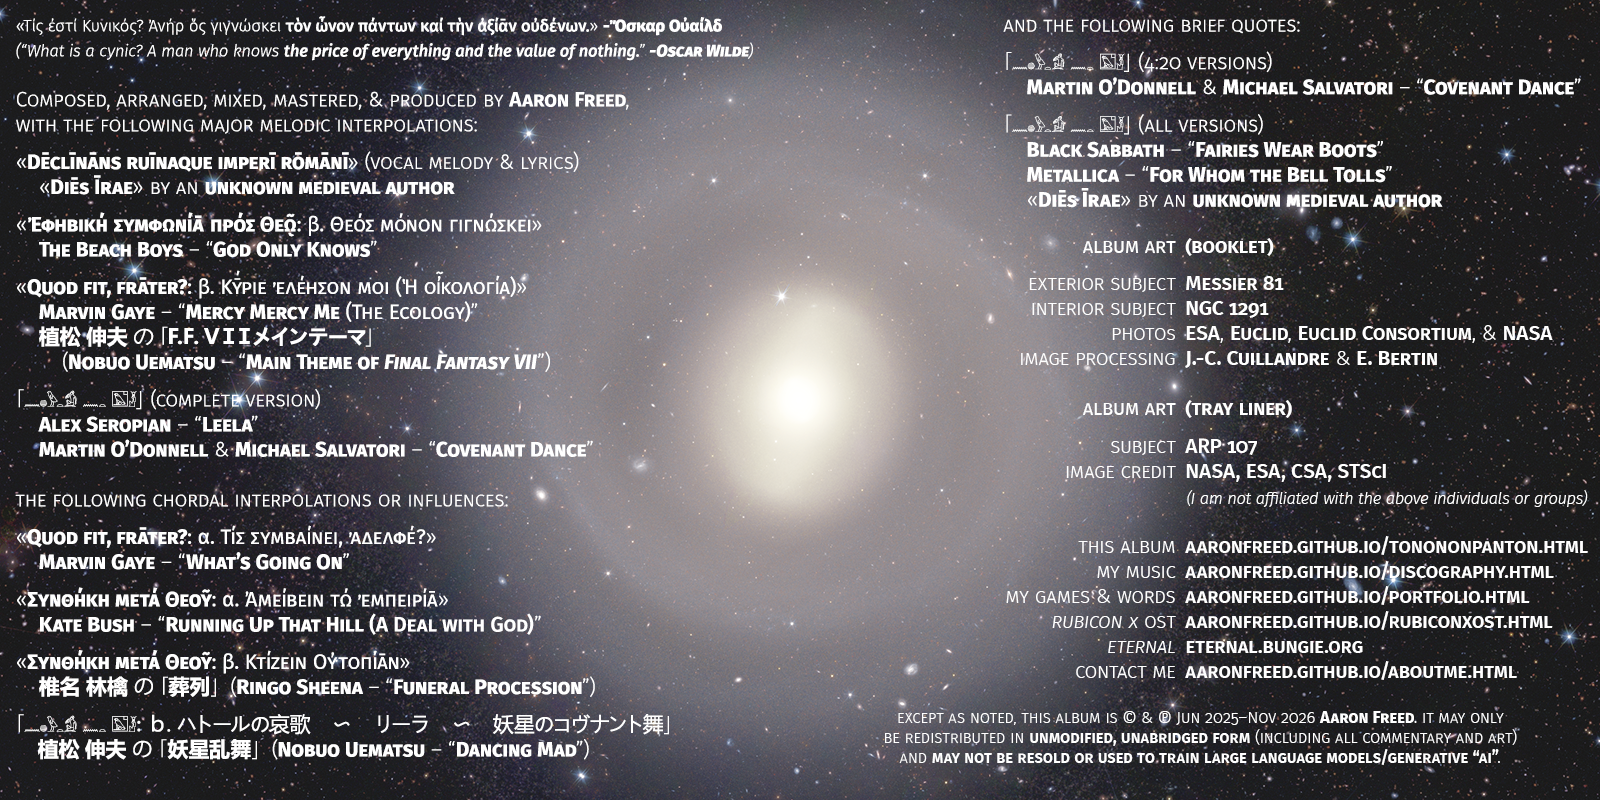 «Τίς ἐστί Κυνικός? Ἀνήρ ὅς γιγνώσκει τὸν ὦνον πάντων καί τὴν ἀξίᾱν οὐδένων.» -Ὄσκαρ Οὐαίλδ
(“What is a cynic? A man who knows the price of everything and the value of nothing.” -Oscar Wilde)
Composed, arranged, mixed, mastered, & produced by Aaron Freed,
with the following major melodic interpolations:
«Dēclīnāns ruīnaque imperī rōmānī» (vocal melody & lyrics)
«Diēs Īrae» by an unknown medieval author
«Ἐφηβικὴ συμφωνίᾱ πρός Θεῷ: β. Θεός μόνον γιγνώσκει»
The Beach Boys – “God Only Knows”
«Quod fit, frāter?: β. Κῡ́ριε ἐλέησον μοι (Ἡ οἶκολογίᾱ)»
Marvin Gaye – “Mercy Mercy Me (The Ecology)”
植松 伸夫 の「F.F. ＶＩＩメインテーマ」
(Nobuo Uematsu – “Main Theme of Final Fantasy VII”)
(complete version)
Alex Seropian – “Leela”
Martin O’Donnell & Michael Salvatori – “Covenant Dance”
the following chordal interpolations or influences:
«Quod fit, frāter?: α. Τίς συμβαίνει, ἀδελφέ?»
Marvin Gaye – “What’s Going On”
«Συνθήκη μετά Θεοῦ: α. Ἀμείβειν τῷ ἐμπειρίᾱ»
Kate Bush – “Running Up That Hill (A Deal with God)”
«Συνθήκη μετά Θεοῦ: β. Κτίζειν Οὐτοπίᾱν»
椎名 林檎 の「葬列」(Ringo Sheena – “Funeral Procession”)
b. ハトールの哀歌 ∽ リーラ ∽ 妖星のコヴナント舞」
植松 伸夫 の「妖星乱舞」(Nobuo Uematsu – “Dancing Mad”)
and the following brief quotes:
(4:20 versions)
Martin O’Donnell & Michael Salvatori – “Covenant Dance”
(all versions)
Black Sabbath – “Fairies Wear Boots”
Metallica – “For Whom the Bell Tolls”
«Diēs Īrae» by an unknown medieval author
album art (booklet)
exterior subject Messier 81
interior subject NGC 1291
photos ESA, Euclid, Euclid Consortium, & NASA
image processing J.-C. Cuillandre & E. Bertin
album art (tray liner)
subject ARP 107
image credit NASA, ESA, CSA, STScI
(I am not affiliated with the above individuals or groups)
this album aaronfreed.github.io/tonononpanton.html
my music aaronfreed.github.io/discography.html
my games & words aaronfreed.github.io/portfolio.html
Rubicon X OST aaronfreed.github.io/rubiconxost.html
Eternal eternal.bungie.org
contact me aaronfreed.github.io/aboutme.html
except as noted, this album is © & ℗ Jun 2025–Nov 2026 Aaron Freed. it may only
be redistributed in unmodified, unabridged form (including all commentary and art)
and may not be resold or used to train large language models/generative “ai”.